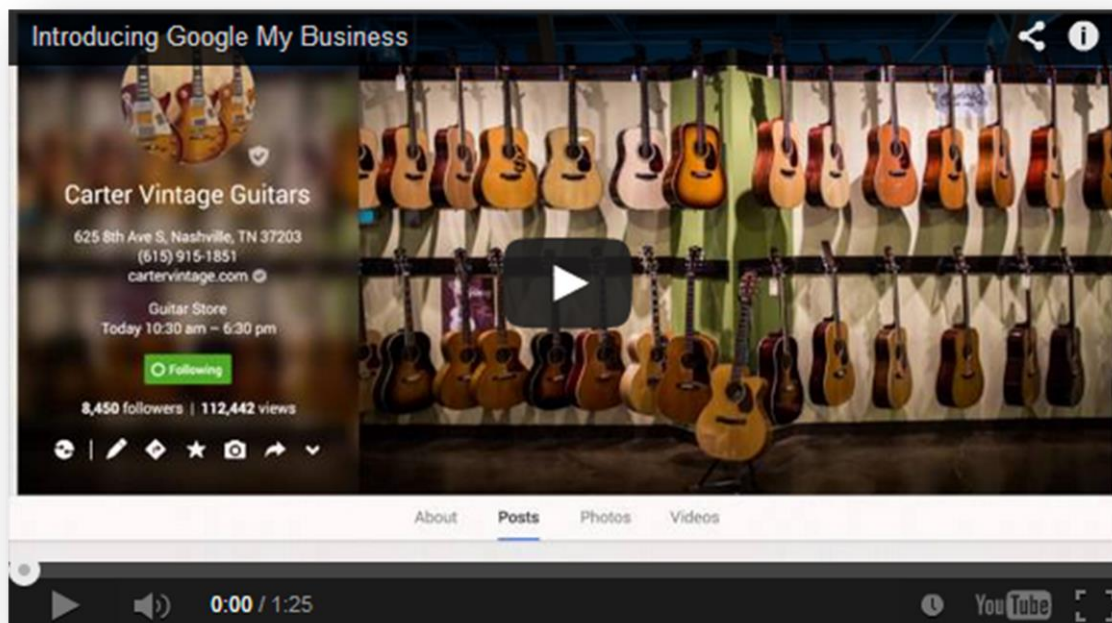 Introducing Google My Business
Carter Vintage Guitars
625 8th Ave S, Nashville, TN 37203
(615) 915-1851
cartervintage.com
Guitar Store
Today 10:30 am – 6:30 pm
Following
8,450 followers | 112,442 views
About Posts Photos Videos
0:00 / 1:25
YouTube